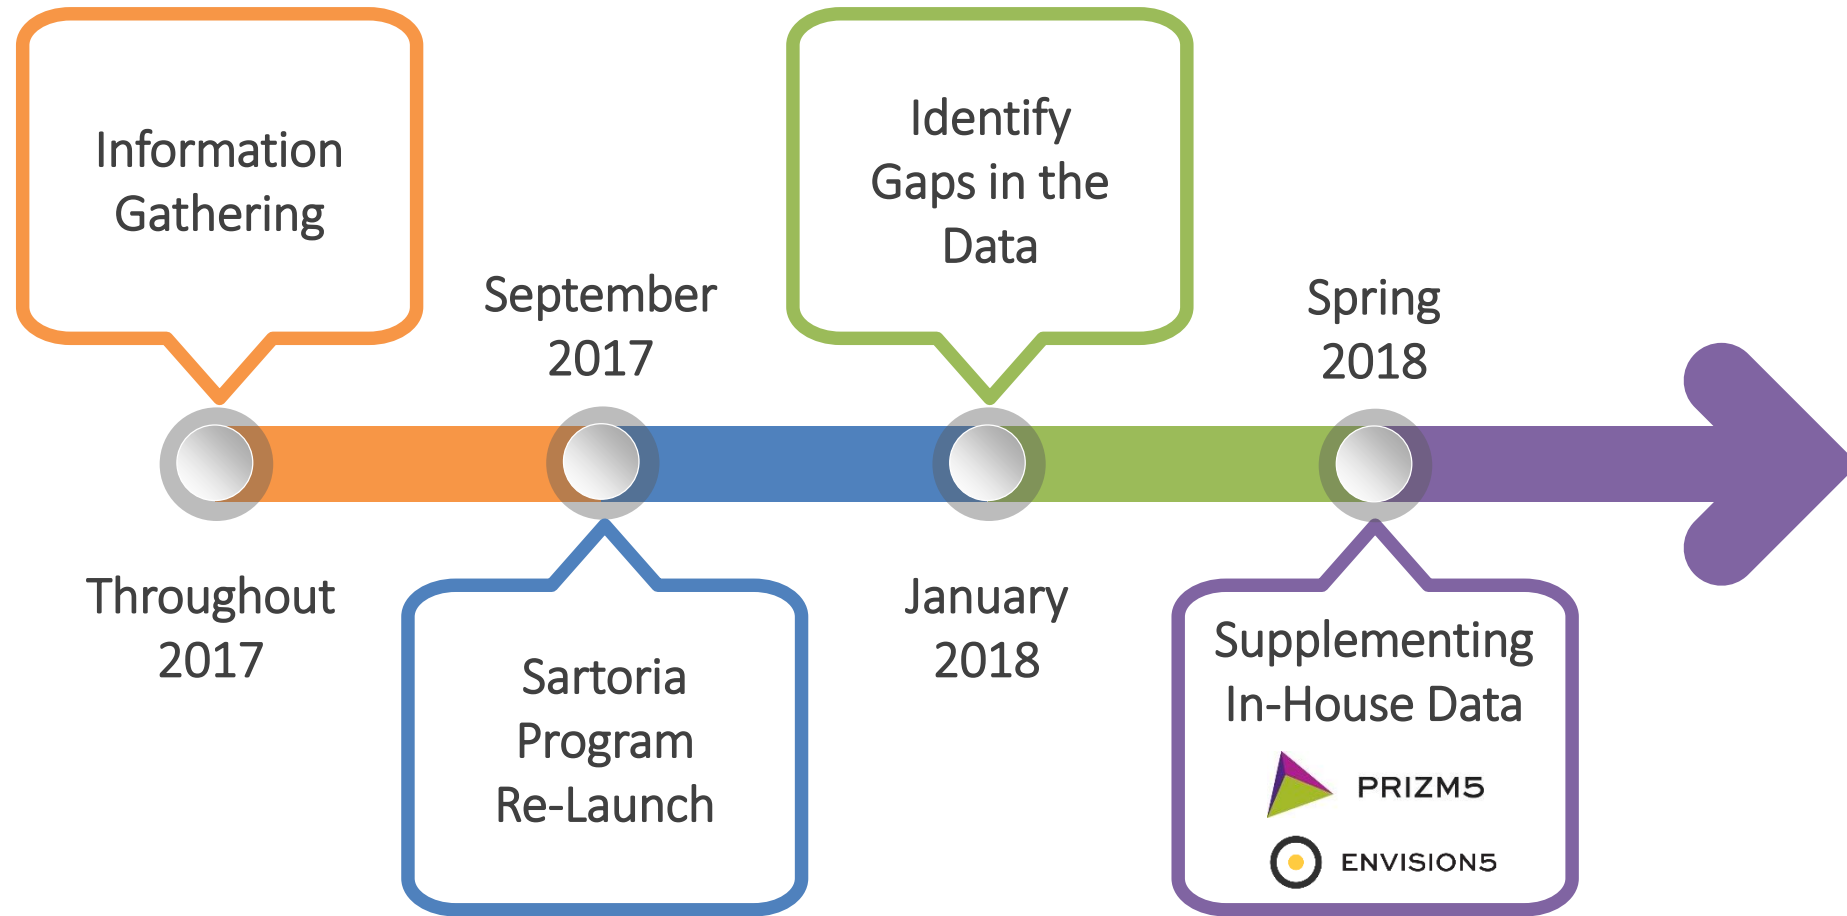 Information
Gathering
Throughout
2017
September
2017
Sartoria
Program
Re-Launch
Identify
Gaps in the
Data
January
2018
Spring
2018
Supplementing
In-House Data
PRIZM5
ENVISION5